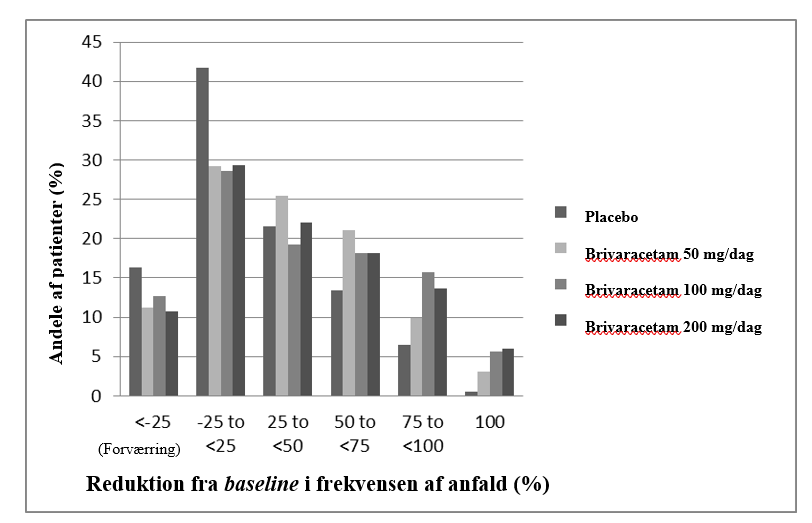 45
40
35
30
25
20
15
10
5
0
Andele af patienter (%)
<-25
(Forværring)
-25 to
<25
25 to
<50
50 to
<75
75 to
<100
100
Reduktion fra baseline i frekvensen af anfald (%)
Placebo
Brivaracetam 50 mg/dag
Brivaracetam 100 mg/dag
Brivaracetam 200 mg/dag